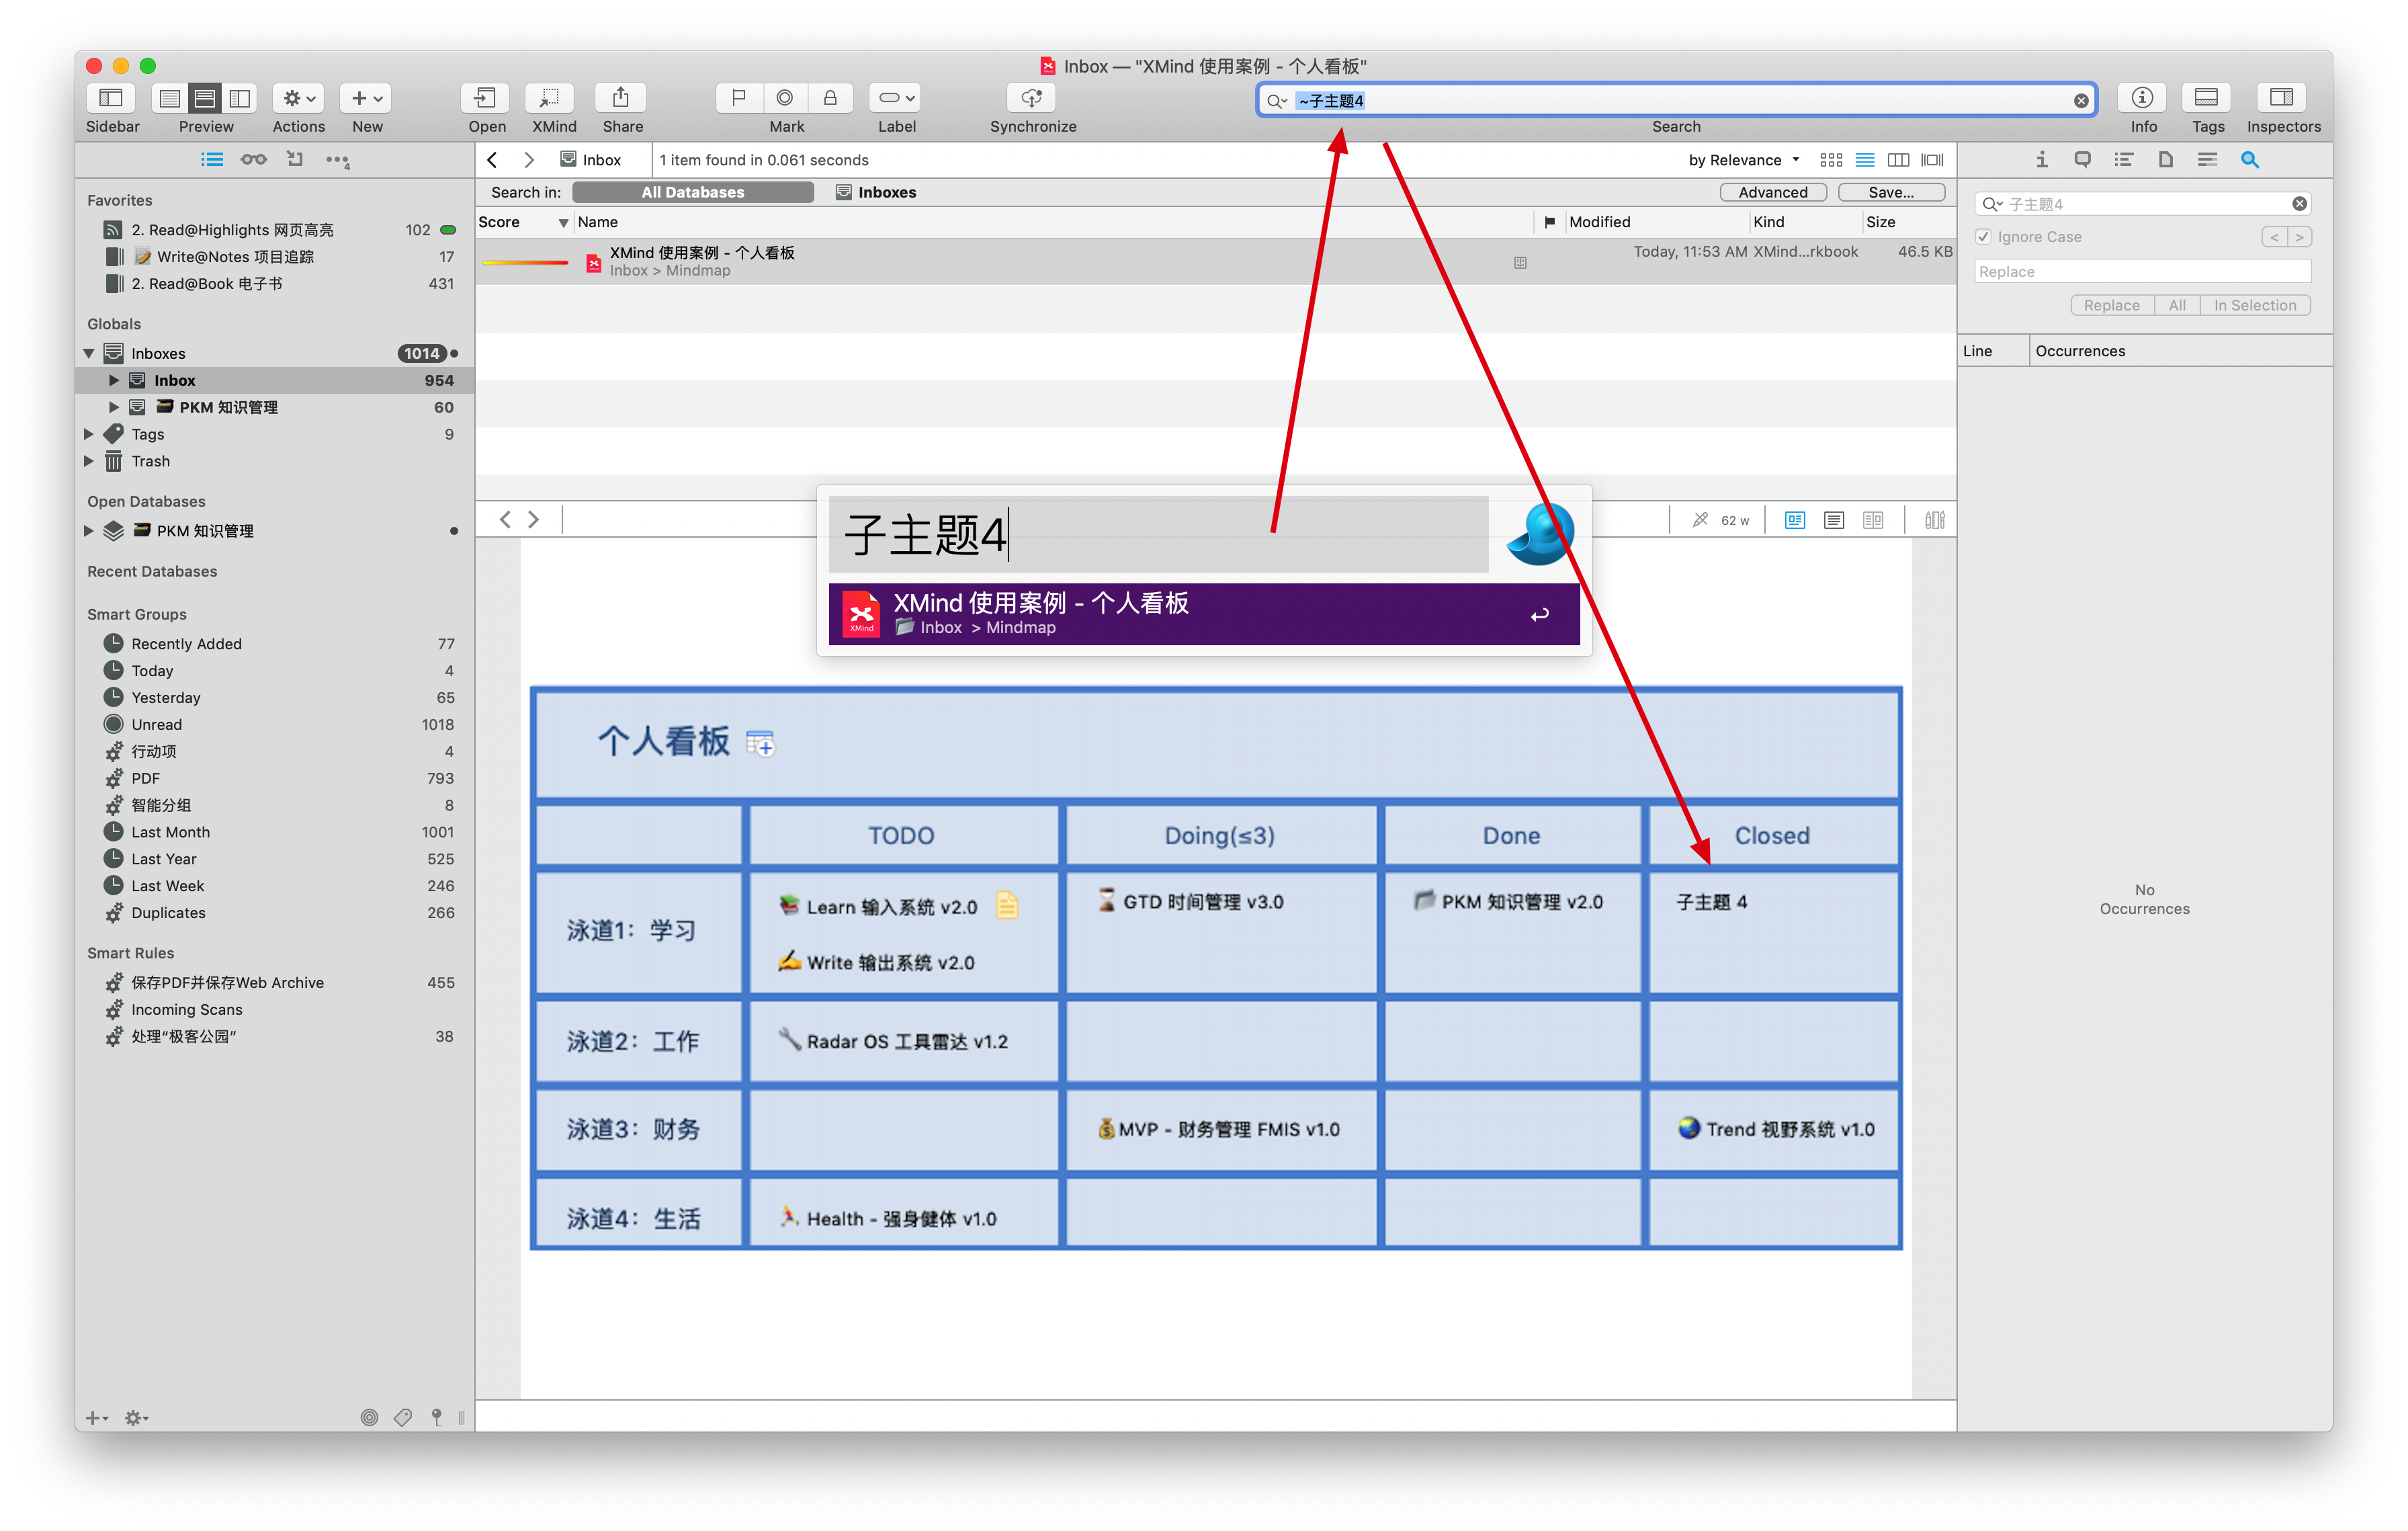 Inbox — "XMind 使用案例 - 个人看板"
~子主题4
Sidebar Preview Actions New Open XMind Share Mark Label Synchronize Search Info Tags Inspectors
4
Inbox 1 item found in 0.061 seconds by Relevance
Search in: All Databases Inboxes Advanced Save...
Score Name Modified Kind Size
XMind 使用案例 - 个人看板 Today, 11:53 AM XMind...rkbook 46.5 KB
Inbox > Mindmap
Favorites
2. Read@Highlights 网页高亮 102
Write@Notes 项目追踪 17
2. Read@Book 电子书 431
Globals
Inboxes 1014
Inbox 954
PKM 知识管理 60
Tags 9
Trash
Open Databases
PKM 知识管理
Recent Databases
Smart Groups
Recently Added 77
Today 4
Yesterday 65
Unread 1018
行动项 4
PDF 793
智能分组 8
Last Month 1001
Last Year 525
Last Week 246
Duplicates 266
Smart Rules
保存PDF并保存Web Archive 455
Incoming Scans
处理“极客公园” 38
62 w
子主题4
XMind
XMind 使用案例 - 个人看板
Inbox > Mindmap
个人看板
TODO Doing(≤3) Done Closed
泳道1：学习
Learn 输入系统 v2.0
Write 输出系统 v2.0
GTD 时间管理 v3.0
PKM 知识管理 v2.0
子主题 4
泳道2：工作
Radar OS 工具雷达 v1.2
泳道3：财务
MVP - 财务管理 FMIS v1.0
Trend 视野系统 v1.0
泳道4：生活
Health - 强身健体 v1.0
子主题4
Ignore Case < >
Replace
Replace All In Selection
Line Occurrences
No
Occurrences